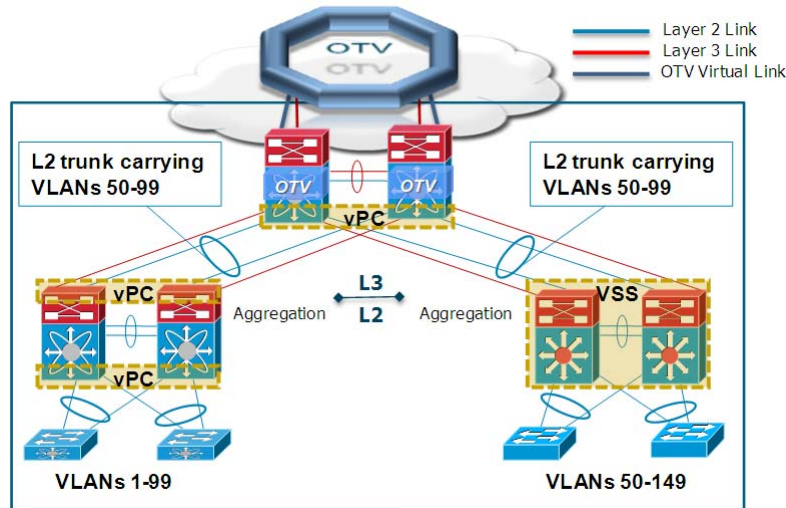 OTV
OTV
Layer 2 Link
Layer 3 Link
OTV Virtual Link
L2 trunk carrying
VLANs 50-99
OTV
OTV
L2 trunk carrying
VLANs 50-99
vPC
vPC
Aggregation
L3
L2
Aggregation
VSS
vPC
VLANs 1-99
VLANs 50-149